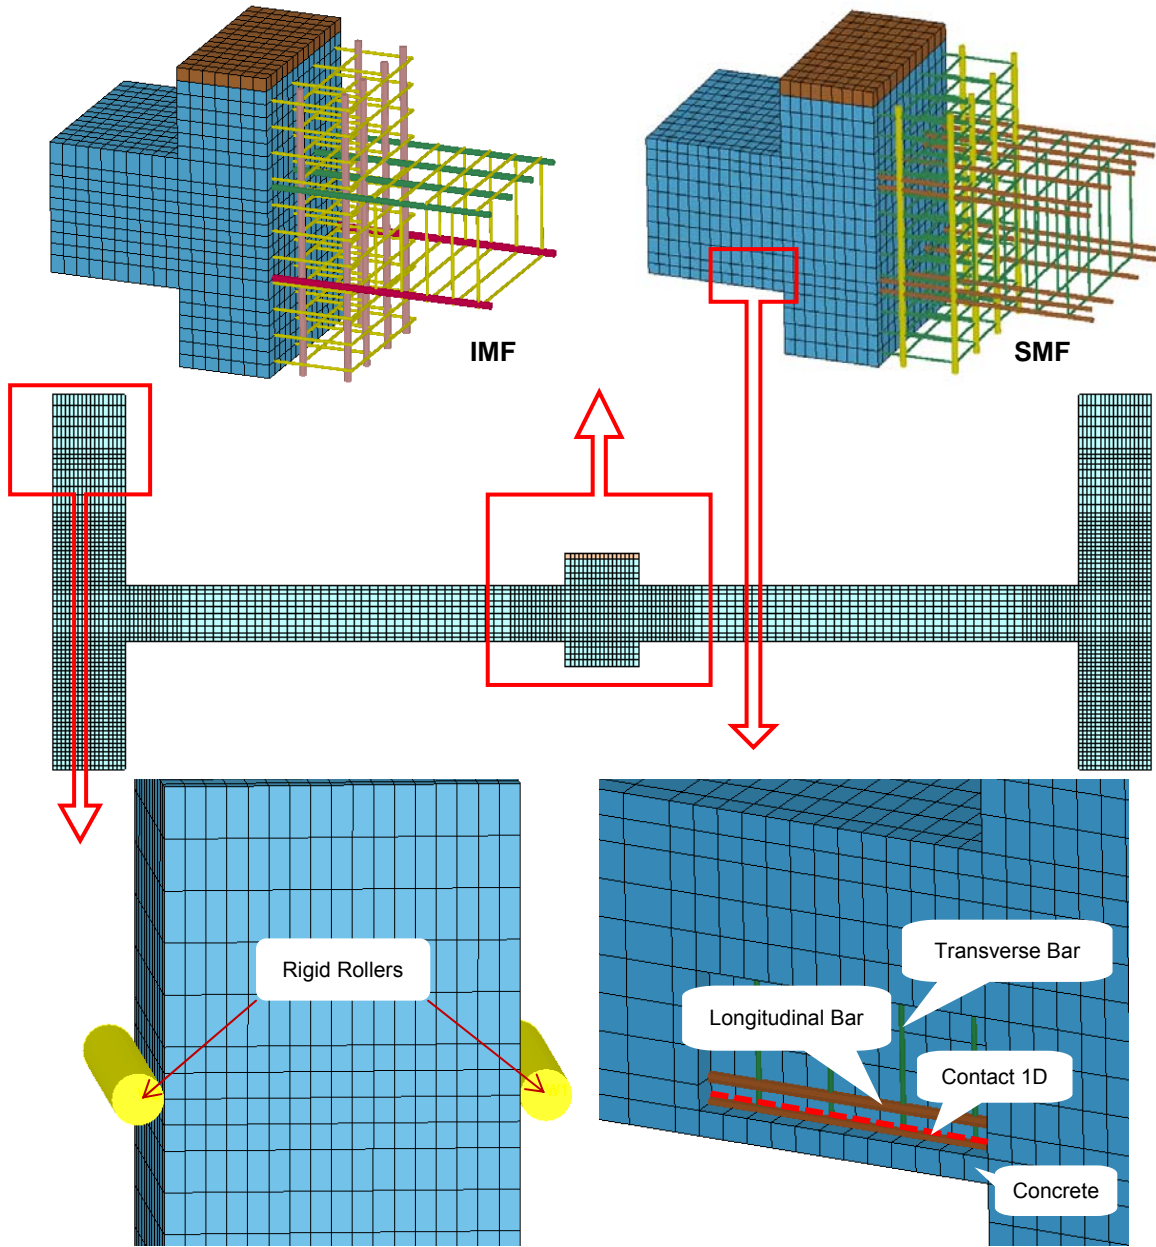 IMF
SMF
Rigid Rollers
Transverse Bar
Longitudinal Bar
Contact 1D
Concrete